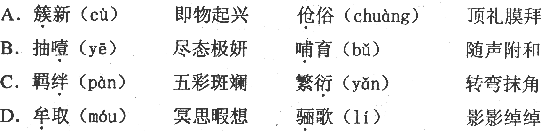 A. 簇新（cù） 即物起兴 伧俗（chuàng） 顶礼膜拜
B. 抽噎（yē） 尽态极妍 哺育（bǔ） 随声附和
C. 羁绊（pàn） 五彩斑斓 繁衍（yǎn） 转弯抹角
D. 牟取（móu） 冥思暇想 骊歌（lí） 影影绰绰